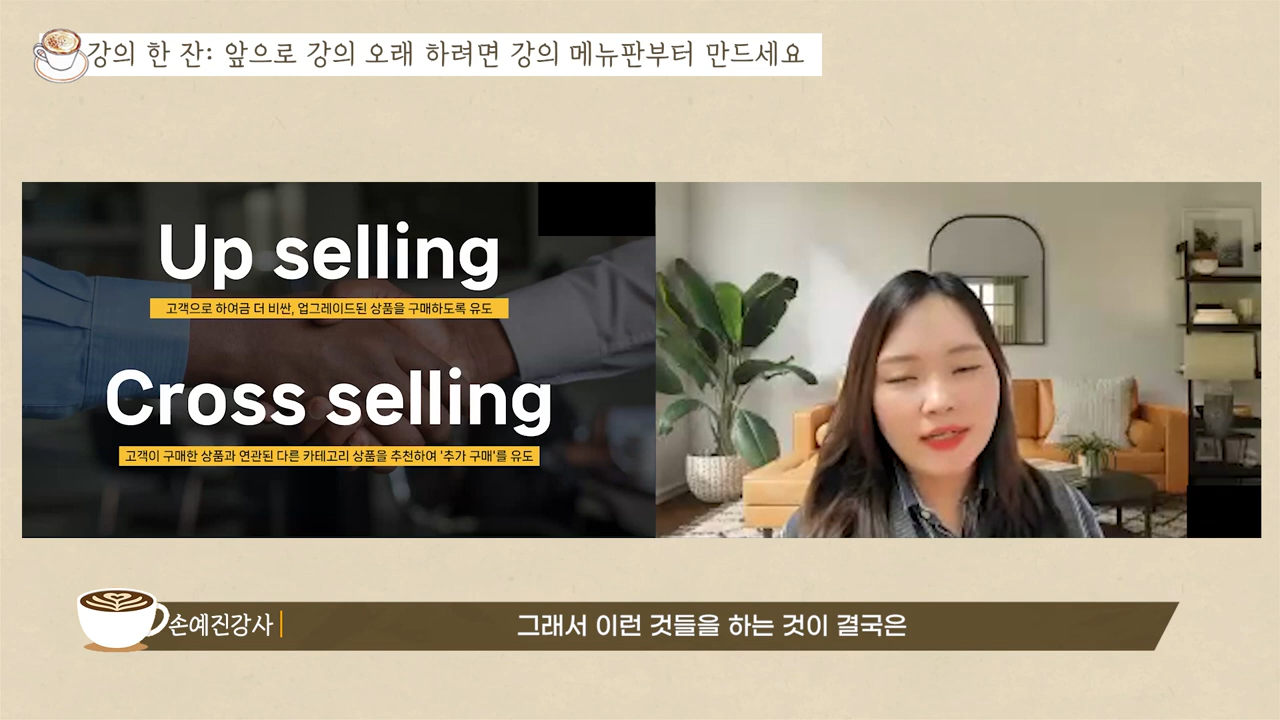 강의 한 잔: 앞으로 강의 오래 하려면 강의 메뉴판부터 만드세요
Up selling
고객으로 하여금 더 비싼, 업그레이드된 상품을 구매하도록 유도
Cross selling
고객이 구매한 상품과 연관된 다른 카테고리 상품을 추천하여 '추가 구매'를 유도
손예진강사
그래서 이런 것들을 하는 것이 결국은